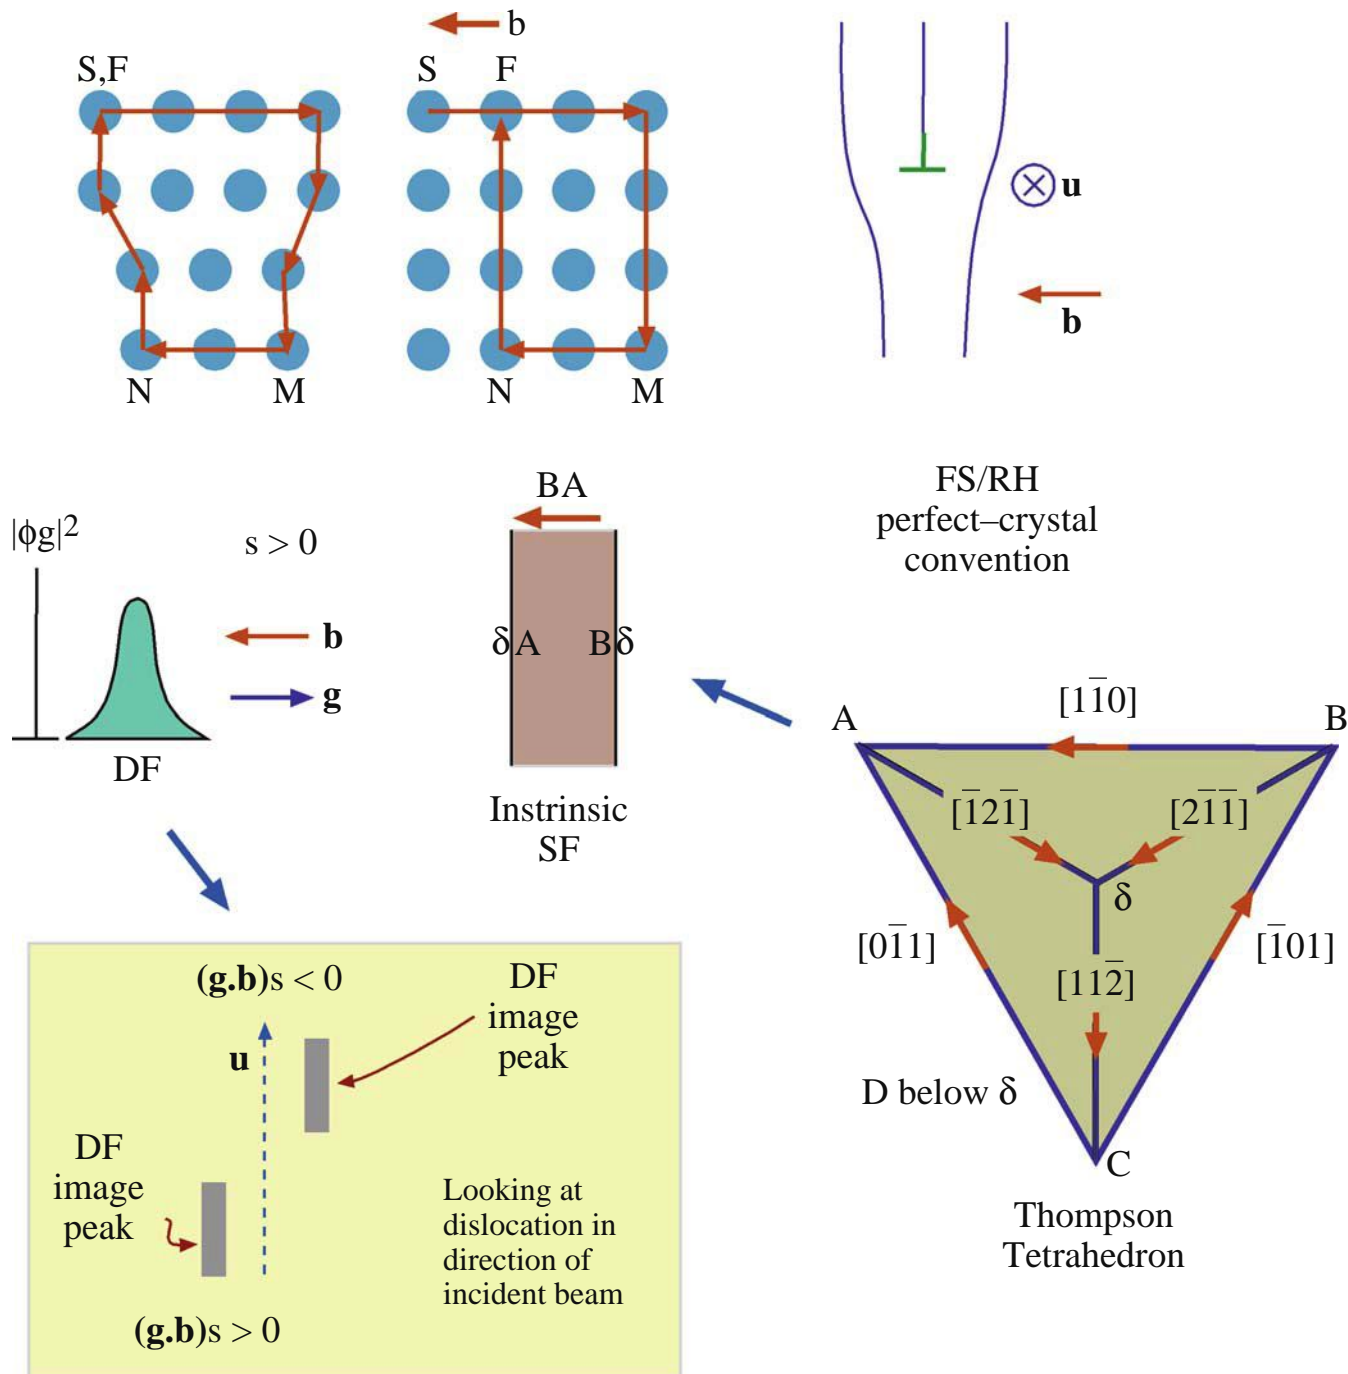 b
S,F
S
F
N
M
N
M
u
b
FS/RH
perfect–crystal
convention
|ϕg|²
s > 0
b
g
DF
BA
δA
Bδ
Instrinsic
SF
A
B
[11̄0]
[1̄21̄]
[21̄1̄]
δ
[01̄1]
[1̄01]
[112̄]
D below δ
C
Thompson
Tetrahedron
(g.b)s < 0
u
DF
image
peak
DF
image
peak
Looking at
dislocation in
direction of
incident beam
(g.b)s > 0